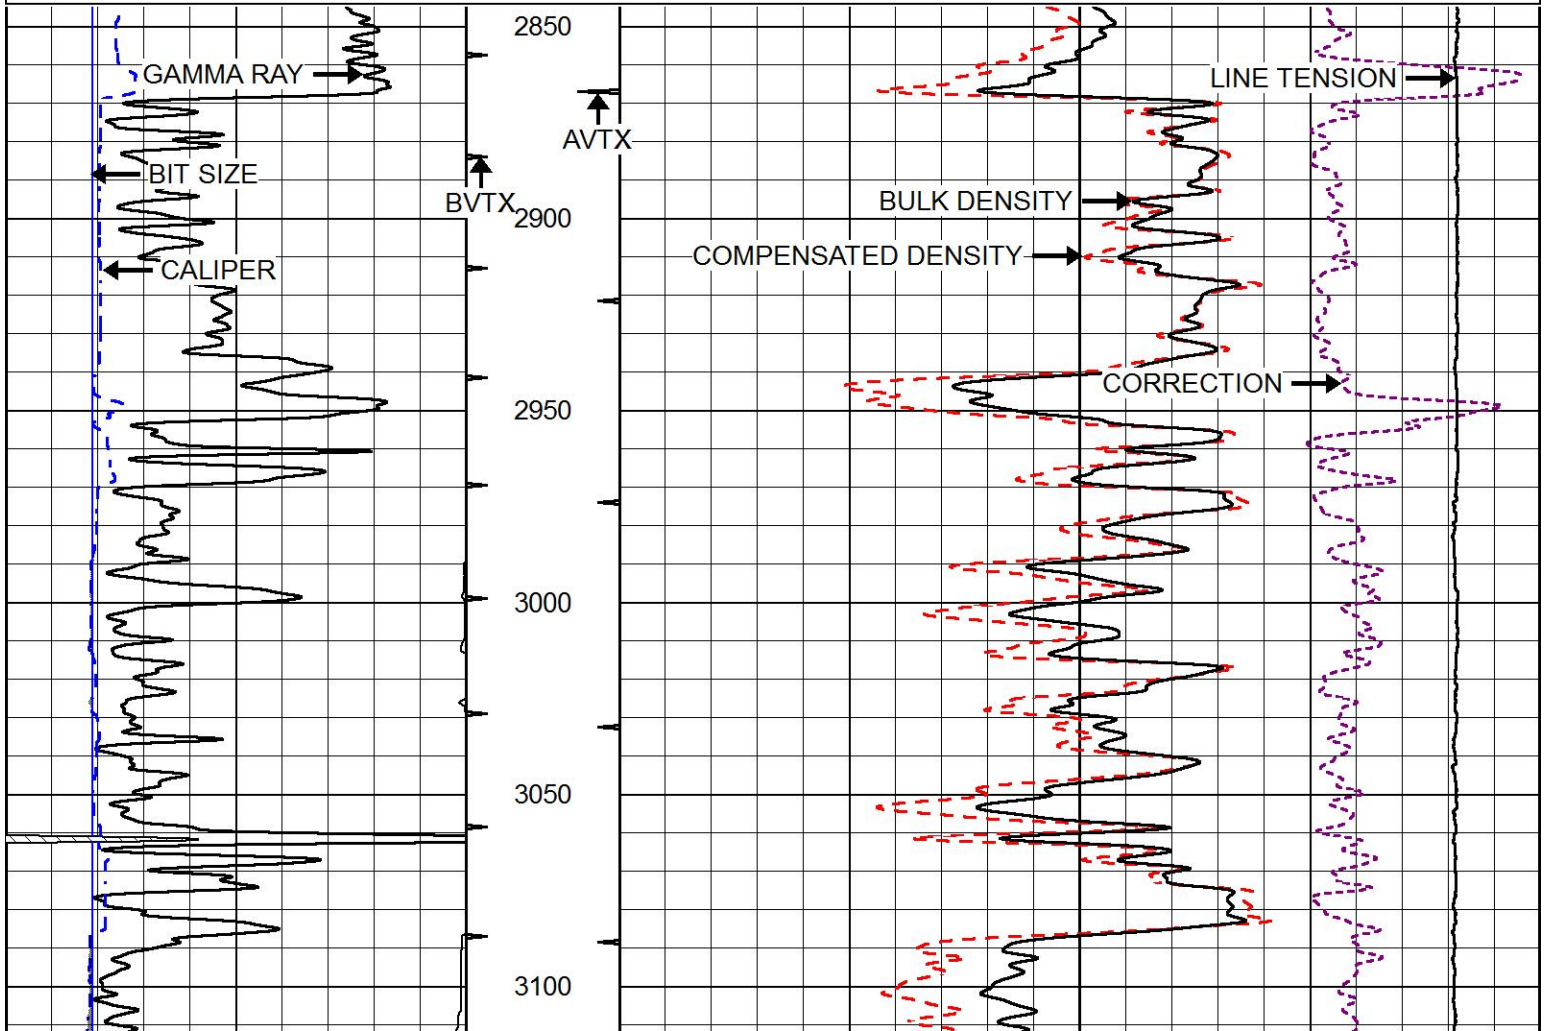 2850
GAMMA RAY
LINE TENSION
AVTX
BIT SIZE
BVTX
BULK DENSITY
2900
COMPENSATED DENSITY
CALIPER
CORRECTION
2950
3000
3050
3100